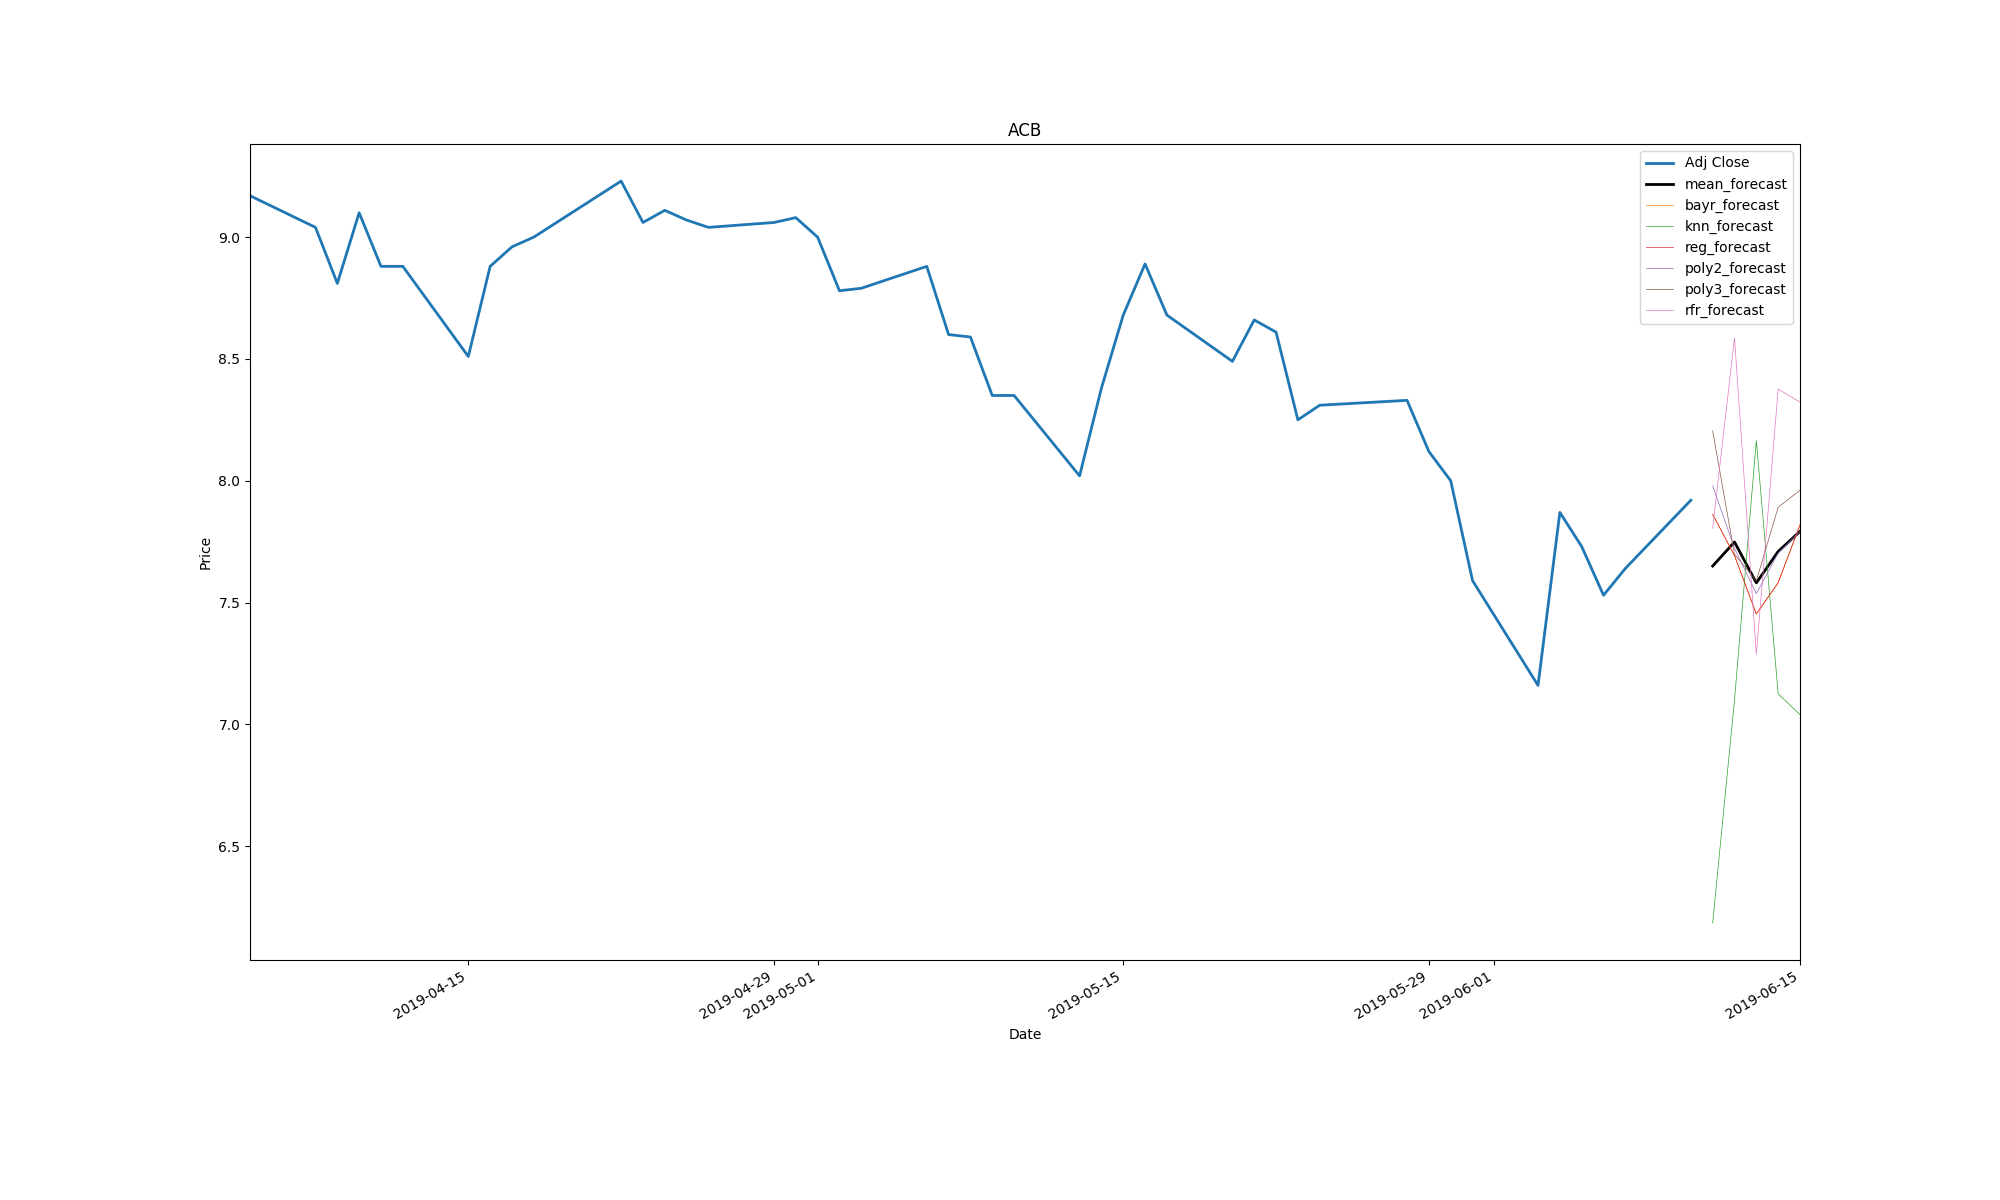 ACB
Adj Close
mean_forecast
bayr_forecast
knn_forecast
reg_forecast
poly2_forecast
poly3_forecast
rfr_forecast
Price
9.0
8.5
8.0
7.5
7.0
6.5
2019-04-15
2019-04-29
2019-05-01
2019-05-15
2019-05-29
2019-06-01
2019-06-15
Date